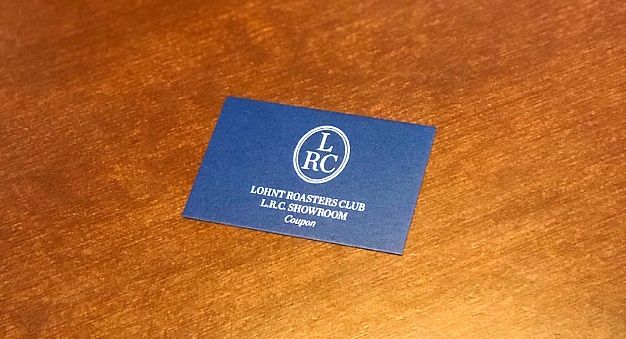 L
RC
LOHNT ROASTERS CLUB
L.R.C. SHOWROOM
Coupon